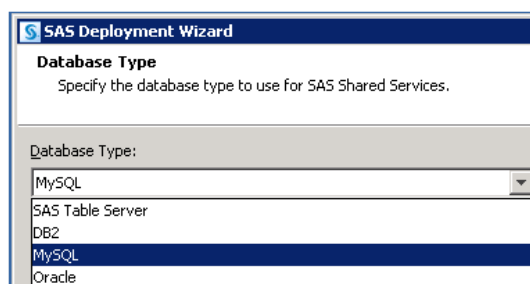 SAS Deployment Wizard
Database Type
Specify the database type to use for SAS Shared Services.
Database Type:
MySQL
SAS Table Server
DB2
MySQL
Oracle